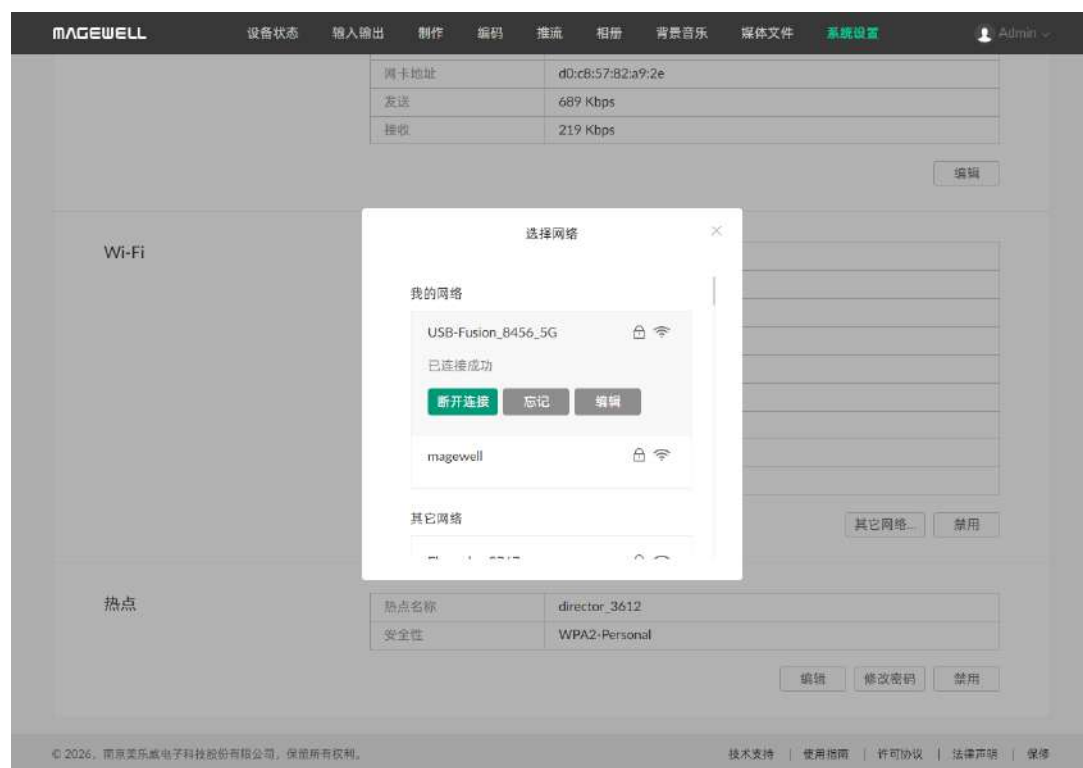 MAGEWELL 设备状态 输入输出 制作 编码 推流 相册 背景音乐 媒体文件 系统设置 Admin
网卡地址 d0:c8:57:82:a9:2e
发送 689 Kbps
接收 219 Kbps
编辑
选择网络
Wi-Fi
我的网络
USB-Fusion_8456_5G
已连接成功
断开连接 忘记 编辑
magewell
其它网络
其它网络... 禁用
热点
热点名称 director_3612
安全性 WPA2-Personal
编辑 修改密码 禁用
© 2026，南京美乐威电子科技股份有限公司，保留所有权利。 技术支持 | 使用指南 | 许可协议 | 法律声明 | 保修